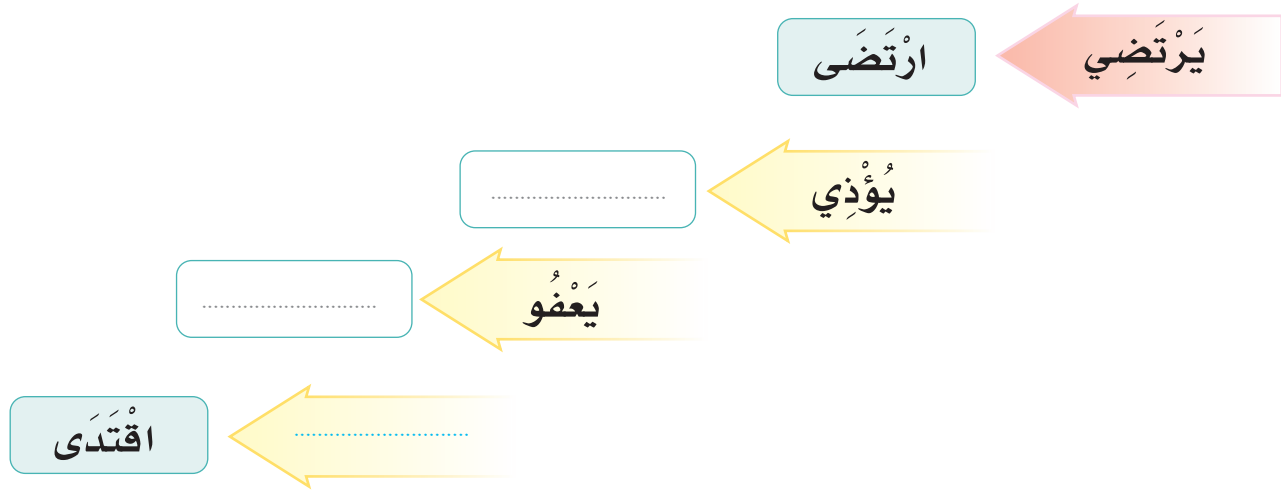 يَرْتَضِي ارْتَضَى
يُؤْذِي ............................
يَعْفُو ............................
............................ اقْتَدَى